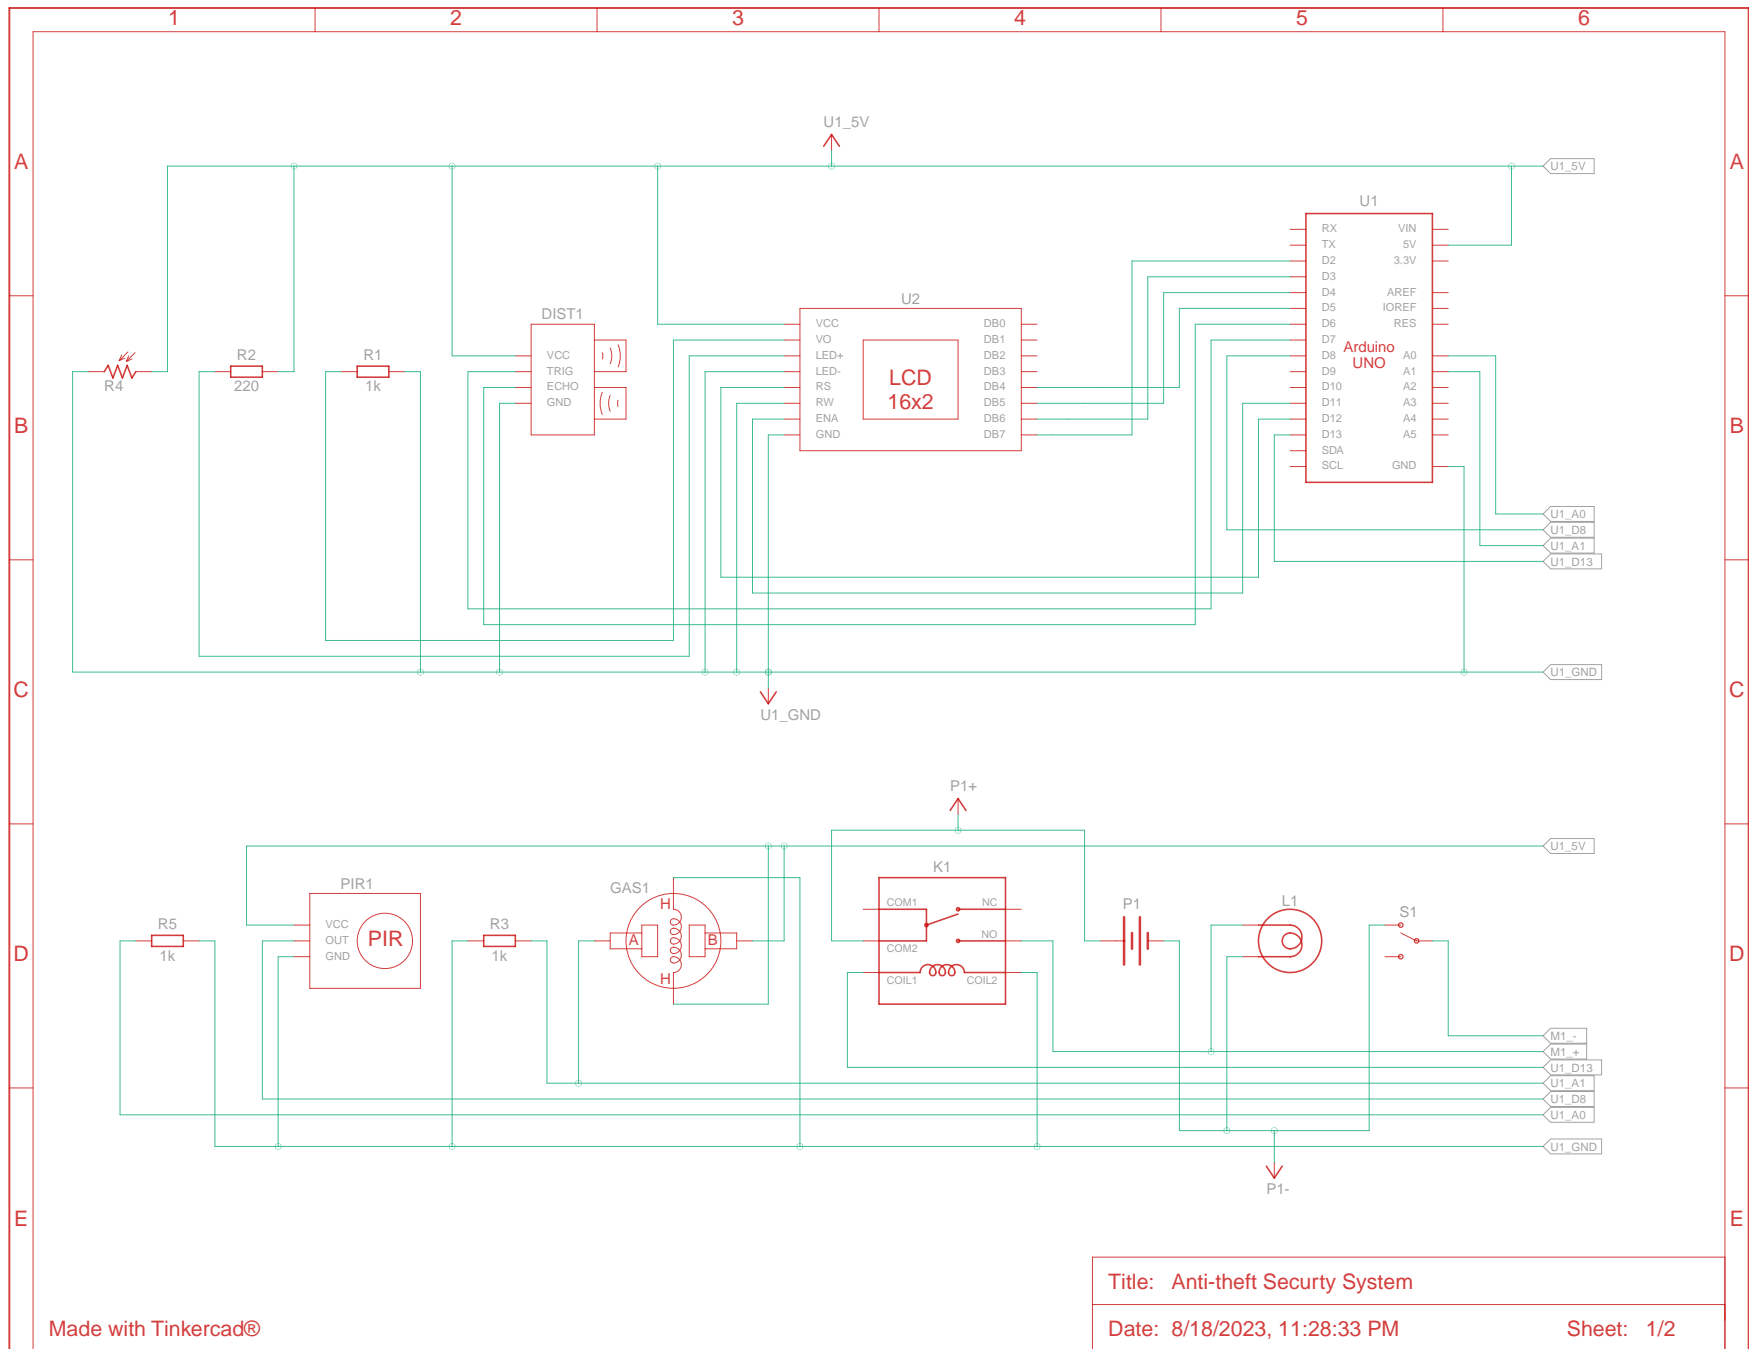 1 2 3 4 5 6
U1_5V
A A
U1_5V
U1
RX VIN
TX 5V
D2 3.3V
D3
D4 AREF
D5 IOREF
D6 RES
D7
Arduino
UNO
D8 A0
D9 A1
D10 A2
D11 A3
D12 A4
D13 A5
SDA
SCL GND
U2
VCC DB0
VO DB1
LED+ DB2
LED- DB3
RS DB4
RW DB5
ENA DB6
GND DB7
LCD
16x2
DIST1
VCC
TRIG
ECHO
GND
R4
R2
220
R1
1k
B B
U1_A0
U1_D8
U1_A1
U1_D13
C C
U1_GND
U1_GND
P1+
U1_5V
PIR1
VCC
OUT
GND
PIR
R5
1k
R3
1k
GAS1
H
A B
H
K1
COM1 NC
NO
COM2
COIL1 COIL2
P1
L1
S1
D D
M1_-
M1_+
U1_D13
U1_A1
U1_D8
U1_A0
U1_GND
P1-
E E
Title: Anti-theft Securty System
Made with Tinkercad®
Date: 8/18/2023, 11:28:33 PM Sheet: 1/2